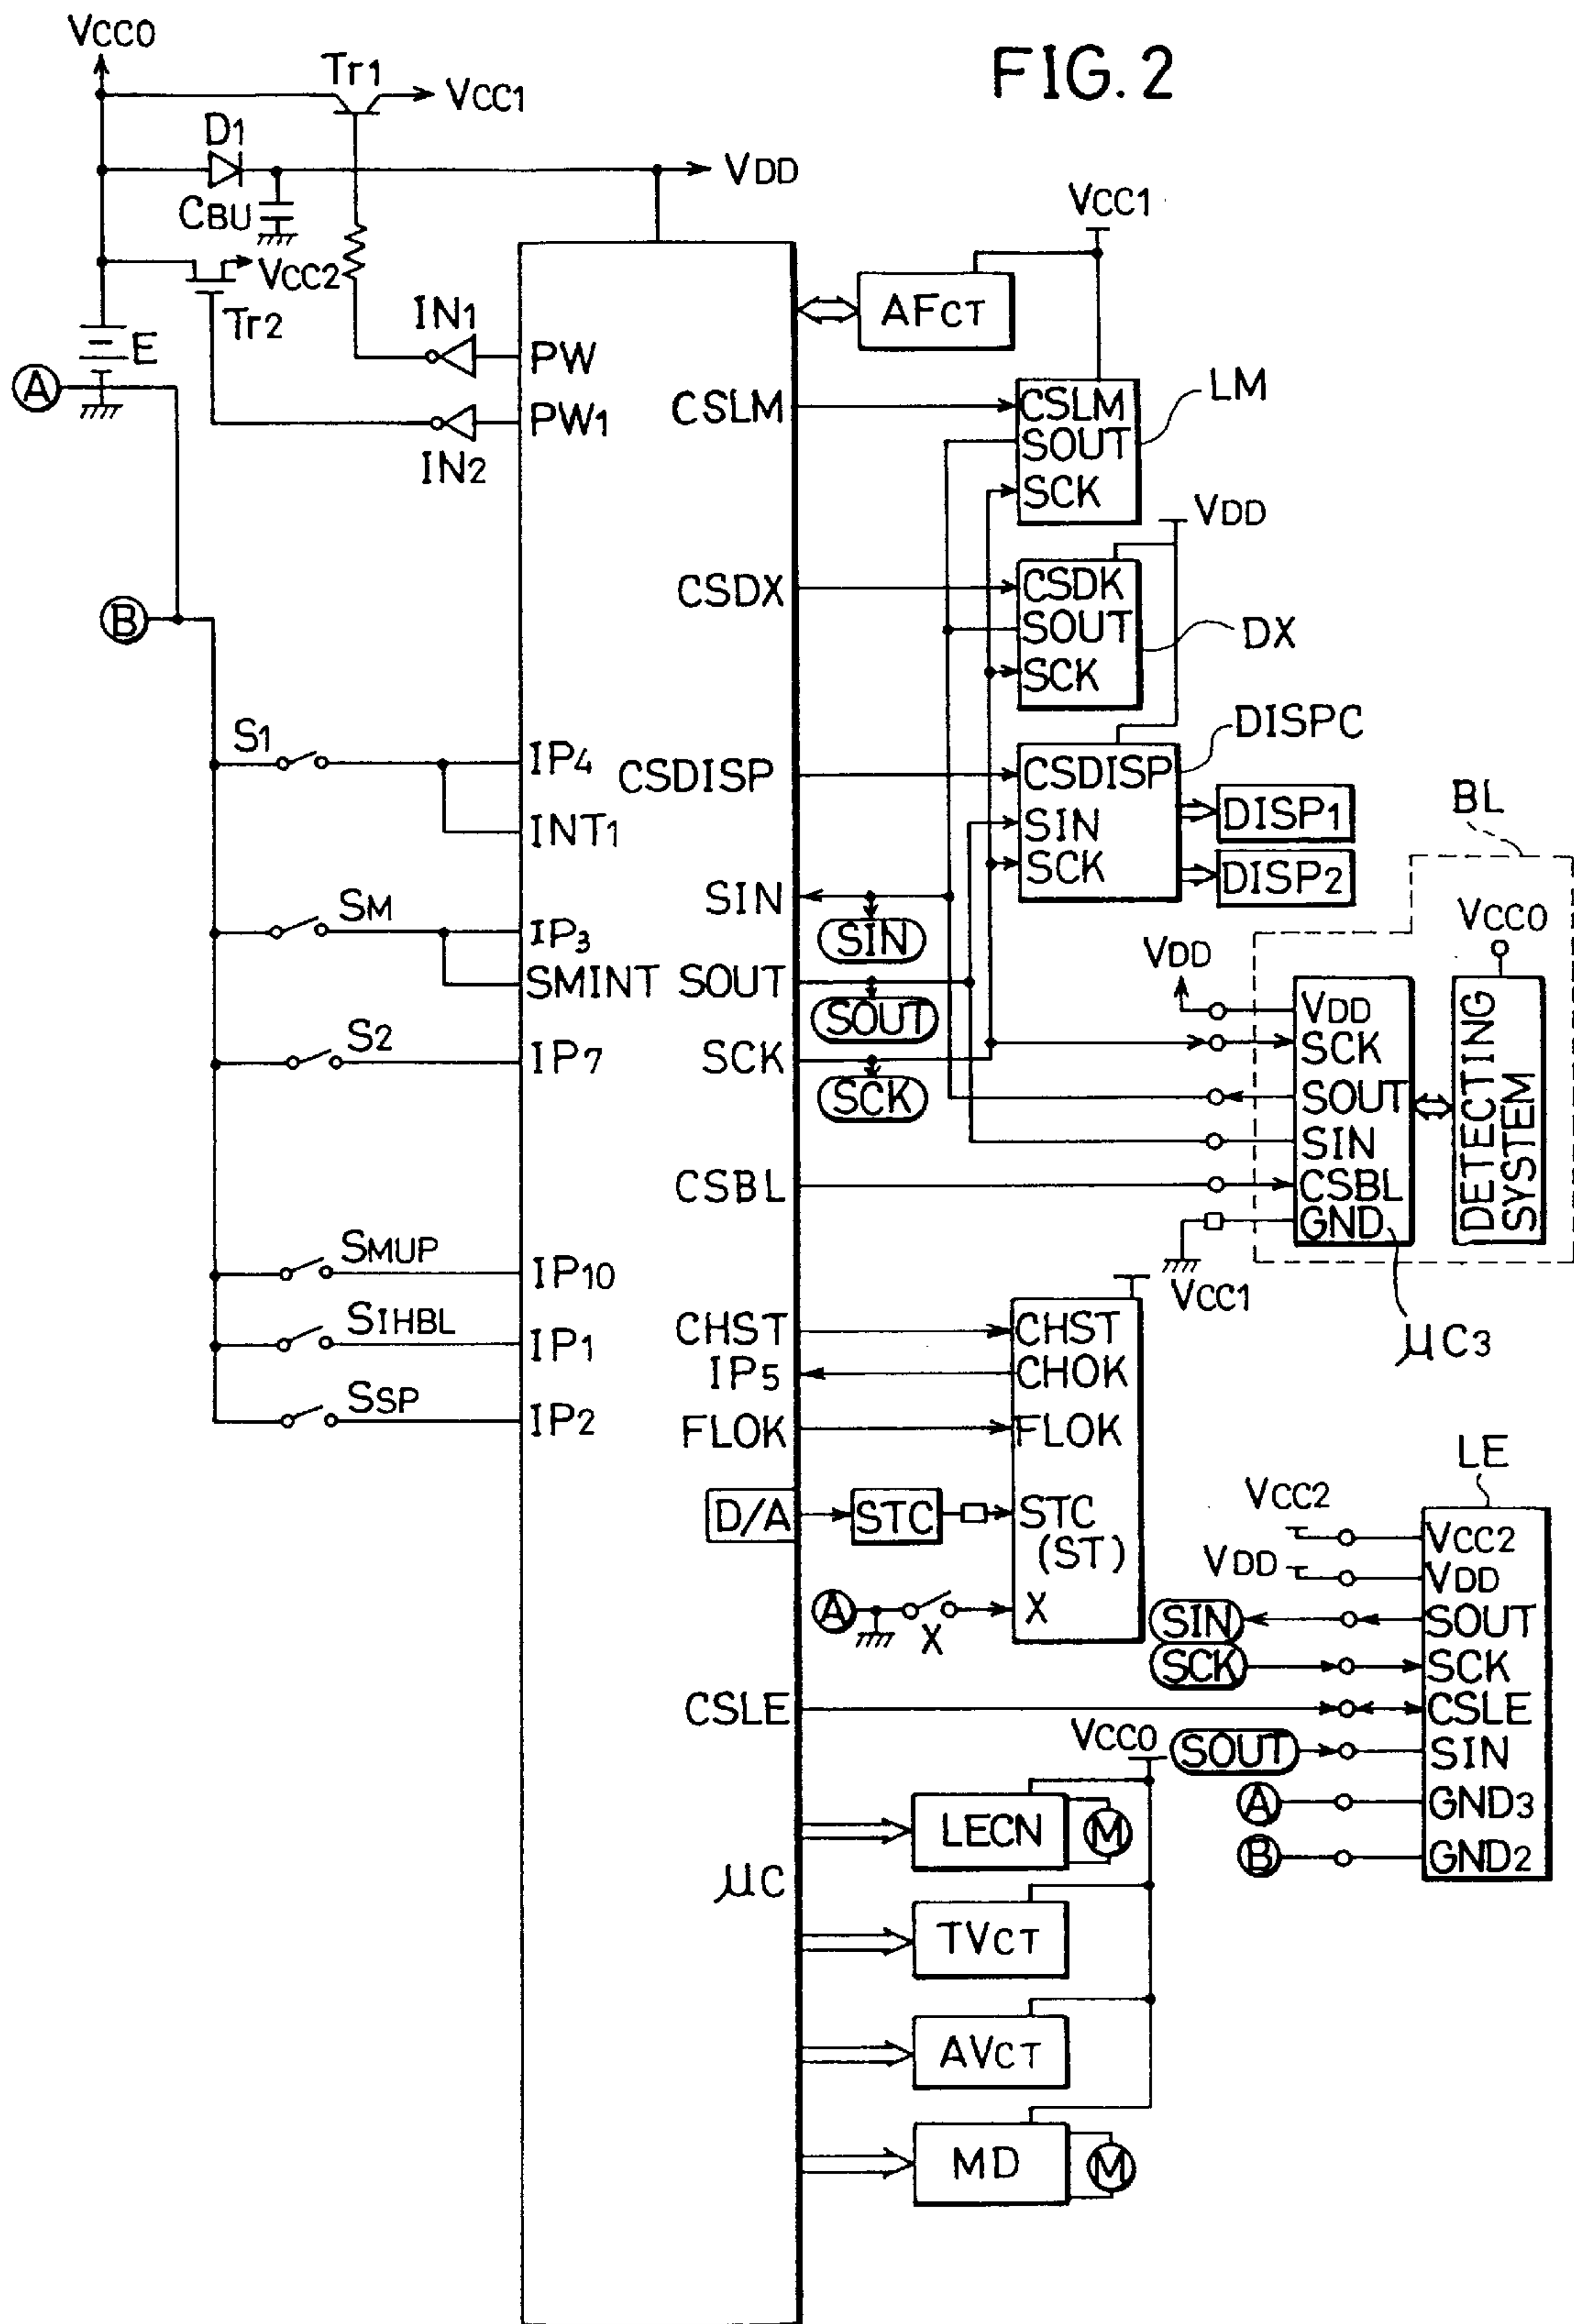 FIG. 2
VCC0
Tr1
VCC1
D1
VDD
CBU
VCC2
Tr2
E
A
IN1
PW
PW1
IN2
B
S1
IP4
INT1
SM
IP3
SMINT
S2
IP7
SMUP
IP10
SIHBL
IP1
SSP
IP2
CSLM
CSDX
CSDISP
SIN
SOUT
SCK
CSBL
CHST
IP5
FLOK
D/A
CSLE
μC
VCC1
AFCT
CSLM
SOUT
SCK
LM
VDD
CSDK
SOUT
SCK
DX
DISPC
CSDISP
SIN
SCK
DISP1
DISP2
SIN
SOUT
SCK
BL
VCC0
VDD
VDD
SCK
SOUT
SIN
CSBL
GND
DETECTING
SYSTEM
μC3
VCC1
CHST
CHOK
FLOK
STC
STC
(ST)
A
X
X
LE
VCC2
VCC2
VDD
VDD
SIN
SOUT
SCK
SCK
CSLE
SOUT
SIN
A
GND3
B
GND2
VCC0
LECN
M
TVCT
AVCT
MD
M